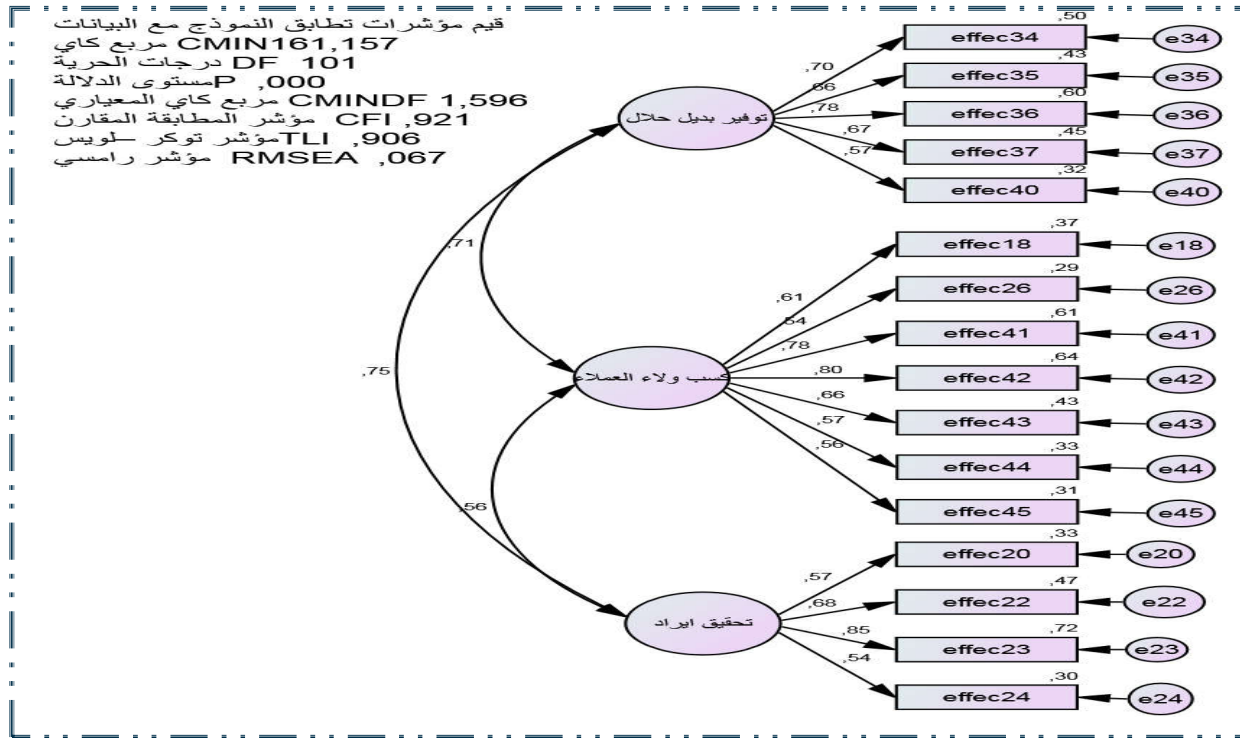 قيم مؤشرات تطابق النموذج مع البيانات
مربع كاي CMIN161,157
درجات الحرية DF 101
مستوى الدلالةP ,000
مربع كاي المعياري CMINDF 1,596
مؤشر المطابقة المقارن CFI ,921
مؤشر توكر –لويسTLI ,906
مؤشر رامسي RMSEA ,067
توفير بديل حلال
,70
,66
,78
,67
,57
,50
effec34
e34
,43
effec35
e35
,60
effec36
e36
,45
effec37
e37
,32
effec40
e40
,71
,75
,56
كسب ولاء العملاء
,61
,54
,78
,80
,66
,57
,56
,37
effec18
e18
,29
effec26
e26
,61
effec41
e41
,64
effec42
e42
,43
effec43
e43
,33
effec44
e44
,31
effec45
e45
تحقيق ايراد
,57
,68
,85
,54
,33
effec20
e20
,47
effec22
e22
,72
effec23
e23
,30
effec24
e24